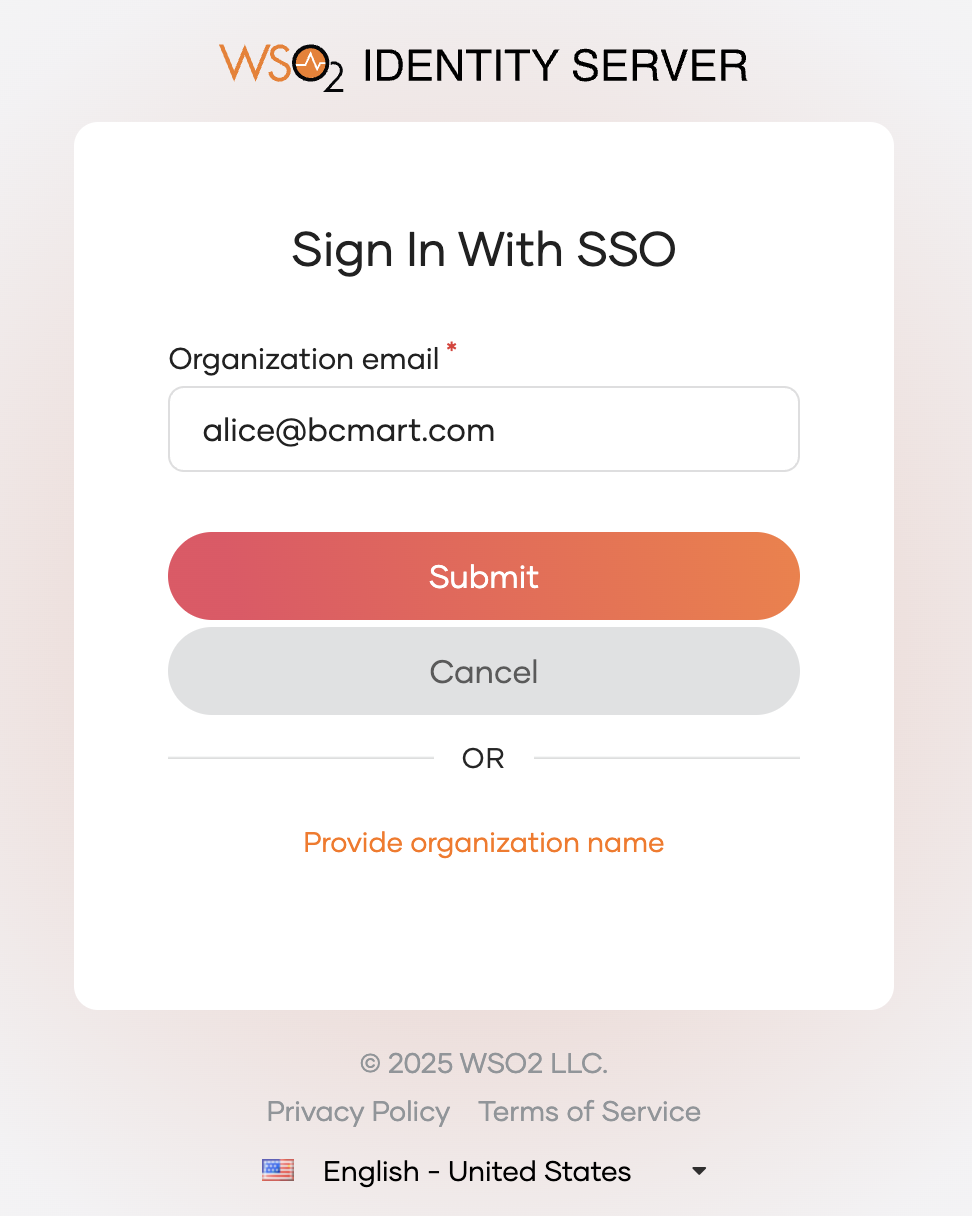 WSO2 IDENTITY SERVER
Sign In With SSO
Organization email *
alice@bcmart.com
Submit
Cancel
OR
Provide organization name
© 2025 WSO2 LLC.
Privacy Policy Terms of Service
English - United States